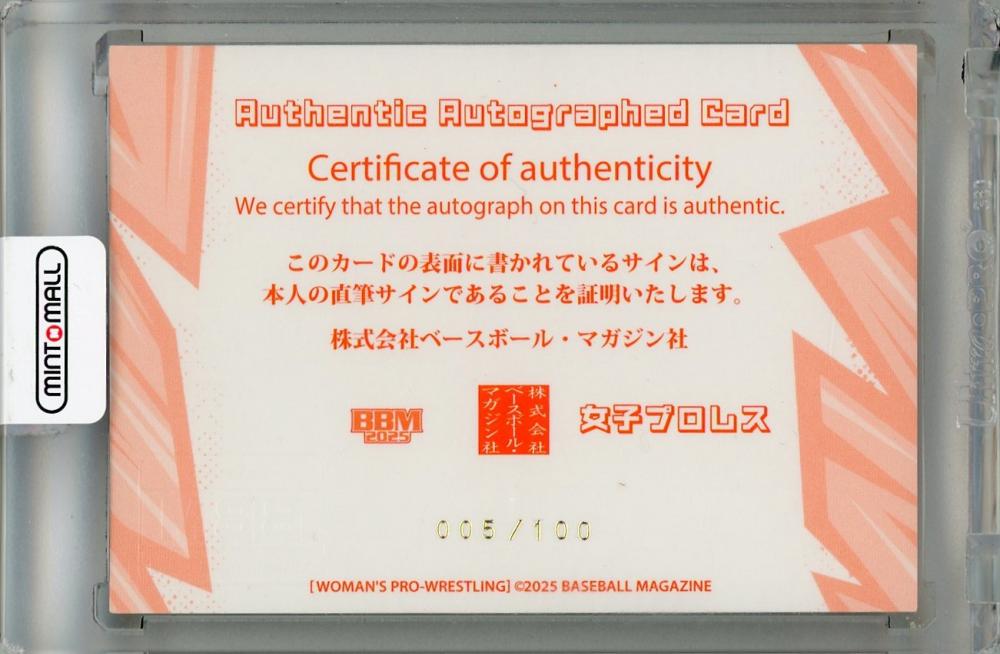 Authentic Autographed Card
Certificate of authenticity
We certify that the autograph on this card is authentic.
このカードの表面に書かれているサインは、
本人の直筆サインであることを証明いたします。
株式会社ベースボール・マガジン社
MINTOMALL
BBM
2025
株式会社
ベースボール・
マガジン社
女子プロレス
005/100
[WOMAN'S PRO-WRESTLING] ©2025 BASEBALL MAGAZINE